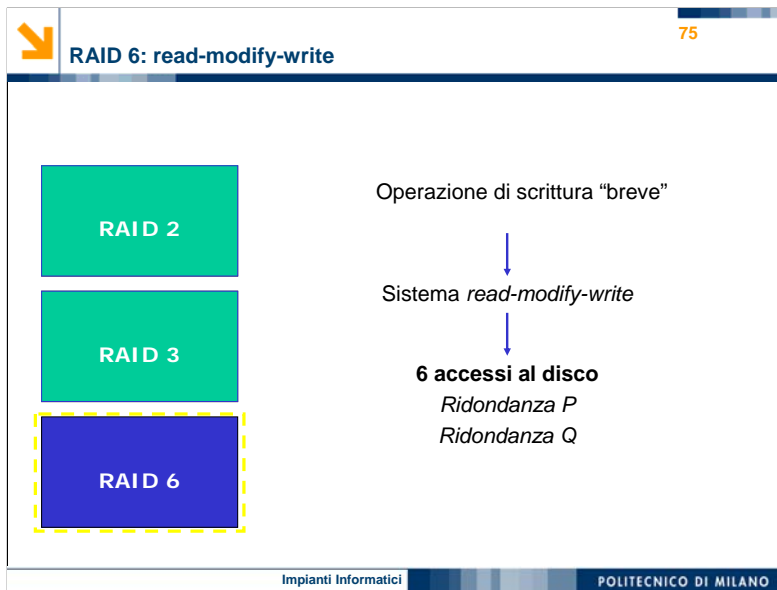 75
RAID 6: read-modify-write
RAID 2
RAID 3
RAID 6
Operazione di scrittura “breve”
Sistema read-modify-write
6 accessi al disco
Ridondanza P
Ridondanza Q
Impianti Informatici
POLITECNICO DI MILANO